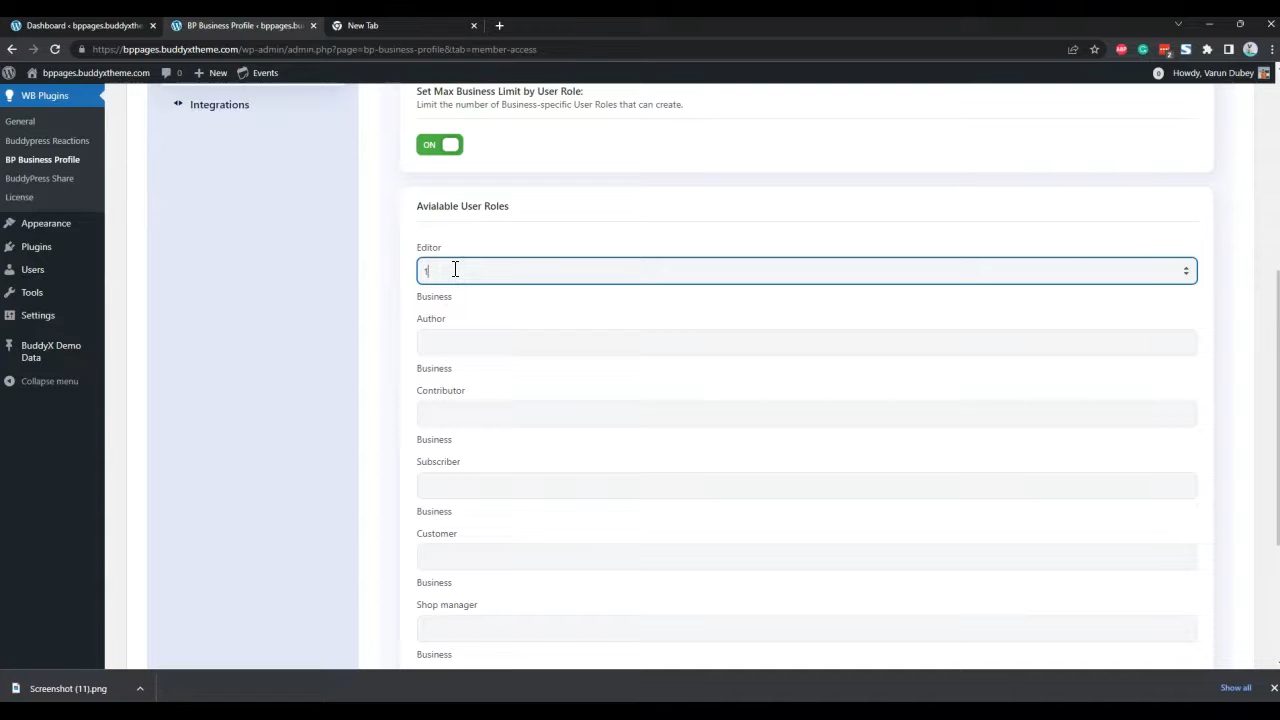 Dashboard ‹ bppages.buddyxthe
BP Business Profile ‹ bppages.bu
New Tab
https://bppages.buddyxtheme.com/wp-admin/admin.php?page=bp-business-profile&tab=member-access
bppages.buddyxtheme.com
0
New
Events
0
Howdy, Varun Dubey
WB Plugins
General
Buddypress Reactions
BP Business Profile
BuddyPress Share
License
Appearance
Plugins
Users
Tools
Settings
BuddyX Demo
Data
Collapse menu
Integrations
Set Max Business Limit by User Role:
Limit the number of Business-specific User Roles that can create.
ON
Avialable User Roles
Editor
1
Business
Author
Business
Contributor
Business
Subscriber
Business
Customer
Business
Shop manager
Business
Screenshot (11).png
Show all